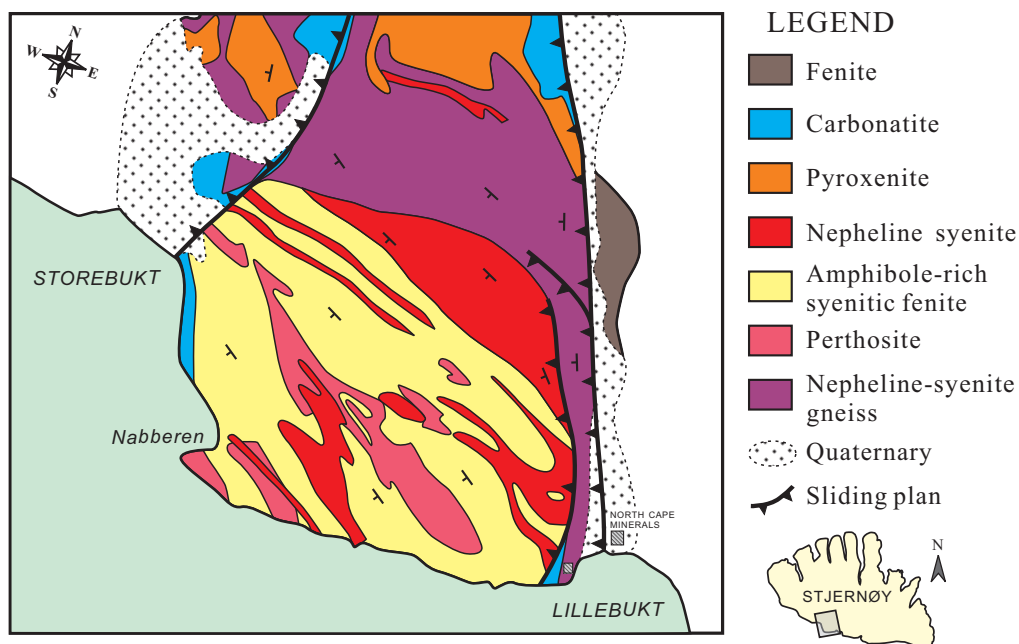 N
W
E
S
STOREBUKT
Nabberen
NORTH CAPE
MINERALS
LILLEBUKT
LEGEND
Fenite
Carbonatite
Pyroxenite
Nepheline syenite
Amphibole-rich
syenitic fenite
Perthosite
Nepheline-syenite
gneiss
Quaternary
Sliding plan
N
STJERNØY